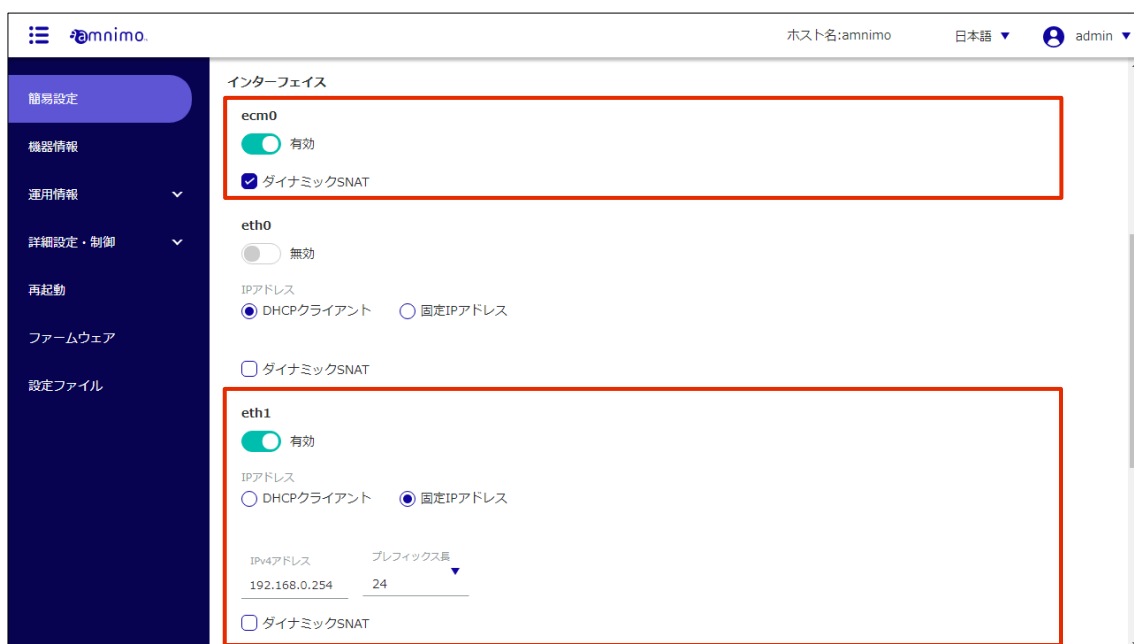 amnimo
ホスト名:amnimo
日本語
admin
簡易設定
機器情報
運用情報
詳細設定・制御
再起動
ファームウェア
設定ファイル
インターフェイス
ecm0
有効
ダイナミックSNAT
eth0
無効
IPアドレス
DHCPクライアント 固定IPアドレス
ダイナミックSNAT
eth1
有効
IPアドレス
DHCPクライアント 固定IPアドレス
IPv4アドレス プレフィックス長
192.168.0.254 24
ダイナミックSNAT